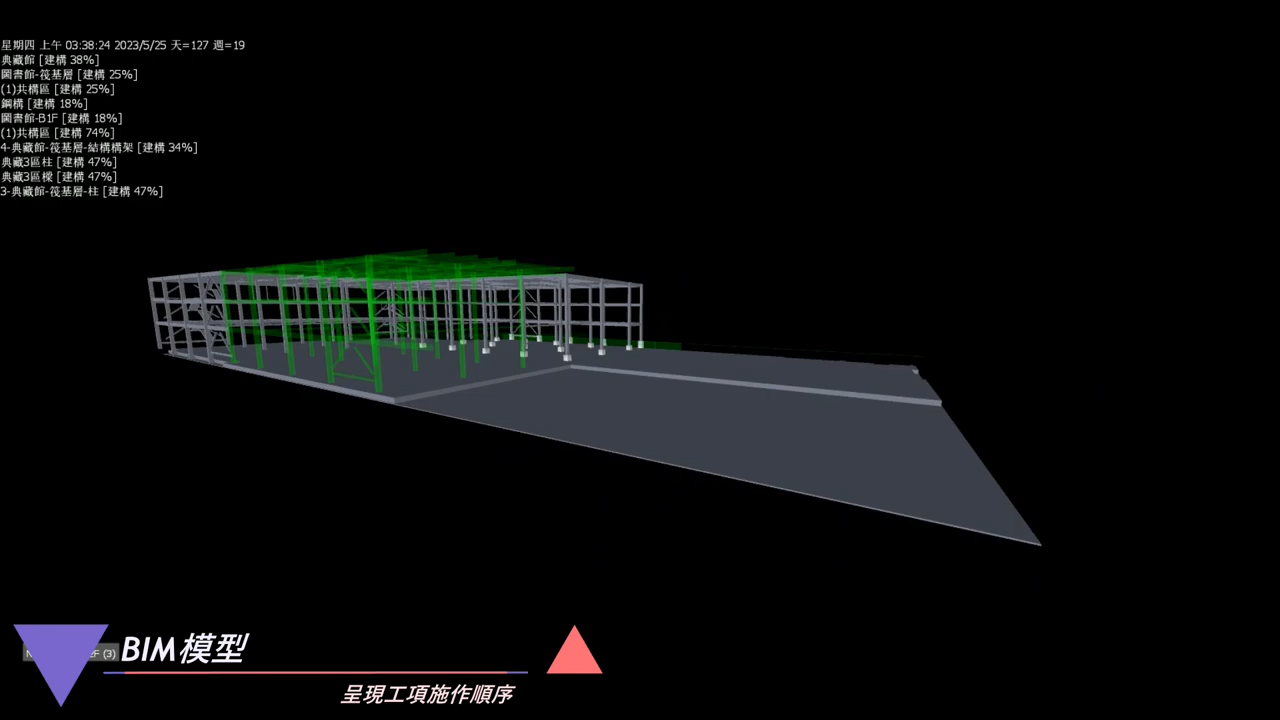 星期四 上午 03:38:24 2023/5/25 天=127 週=19
典藏館 [建構 38%]
圖書館-筏基層 [建構 25%]
(1)共構區 [建構 25%]
鋼構 [建構 18%]
圖書館-B1F [建構 18%]
(1)共構區 [建構 74%]
4-典藏館-筏基層-結構構架 [建構 34%]
典藏3區柱 [建構 47%]
典藏3區樑 [建構 47%]
3-典藏館-筏基層-柱 [建構 47%]
(3)
BIM模型
呈現工項施作順序